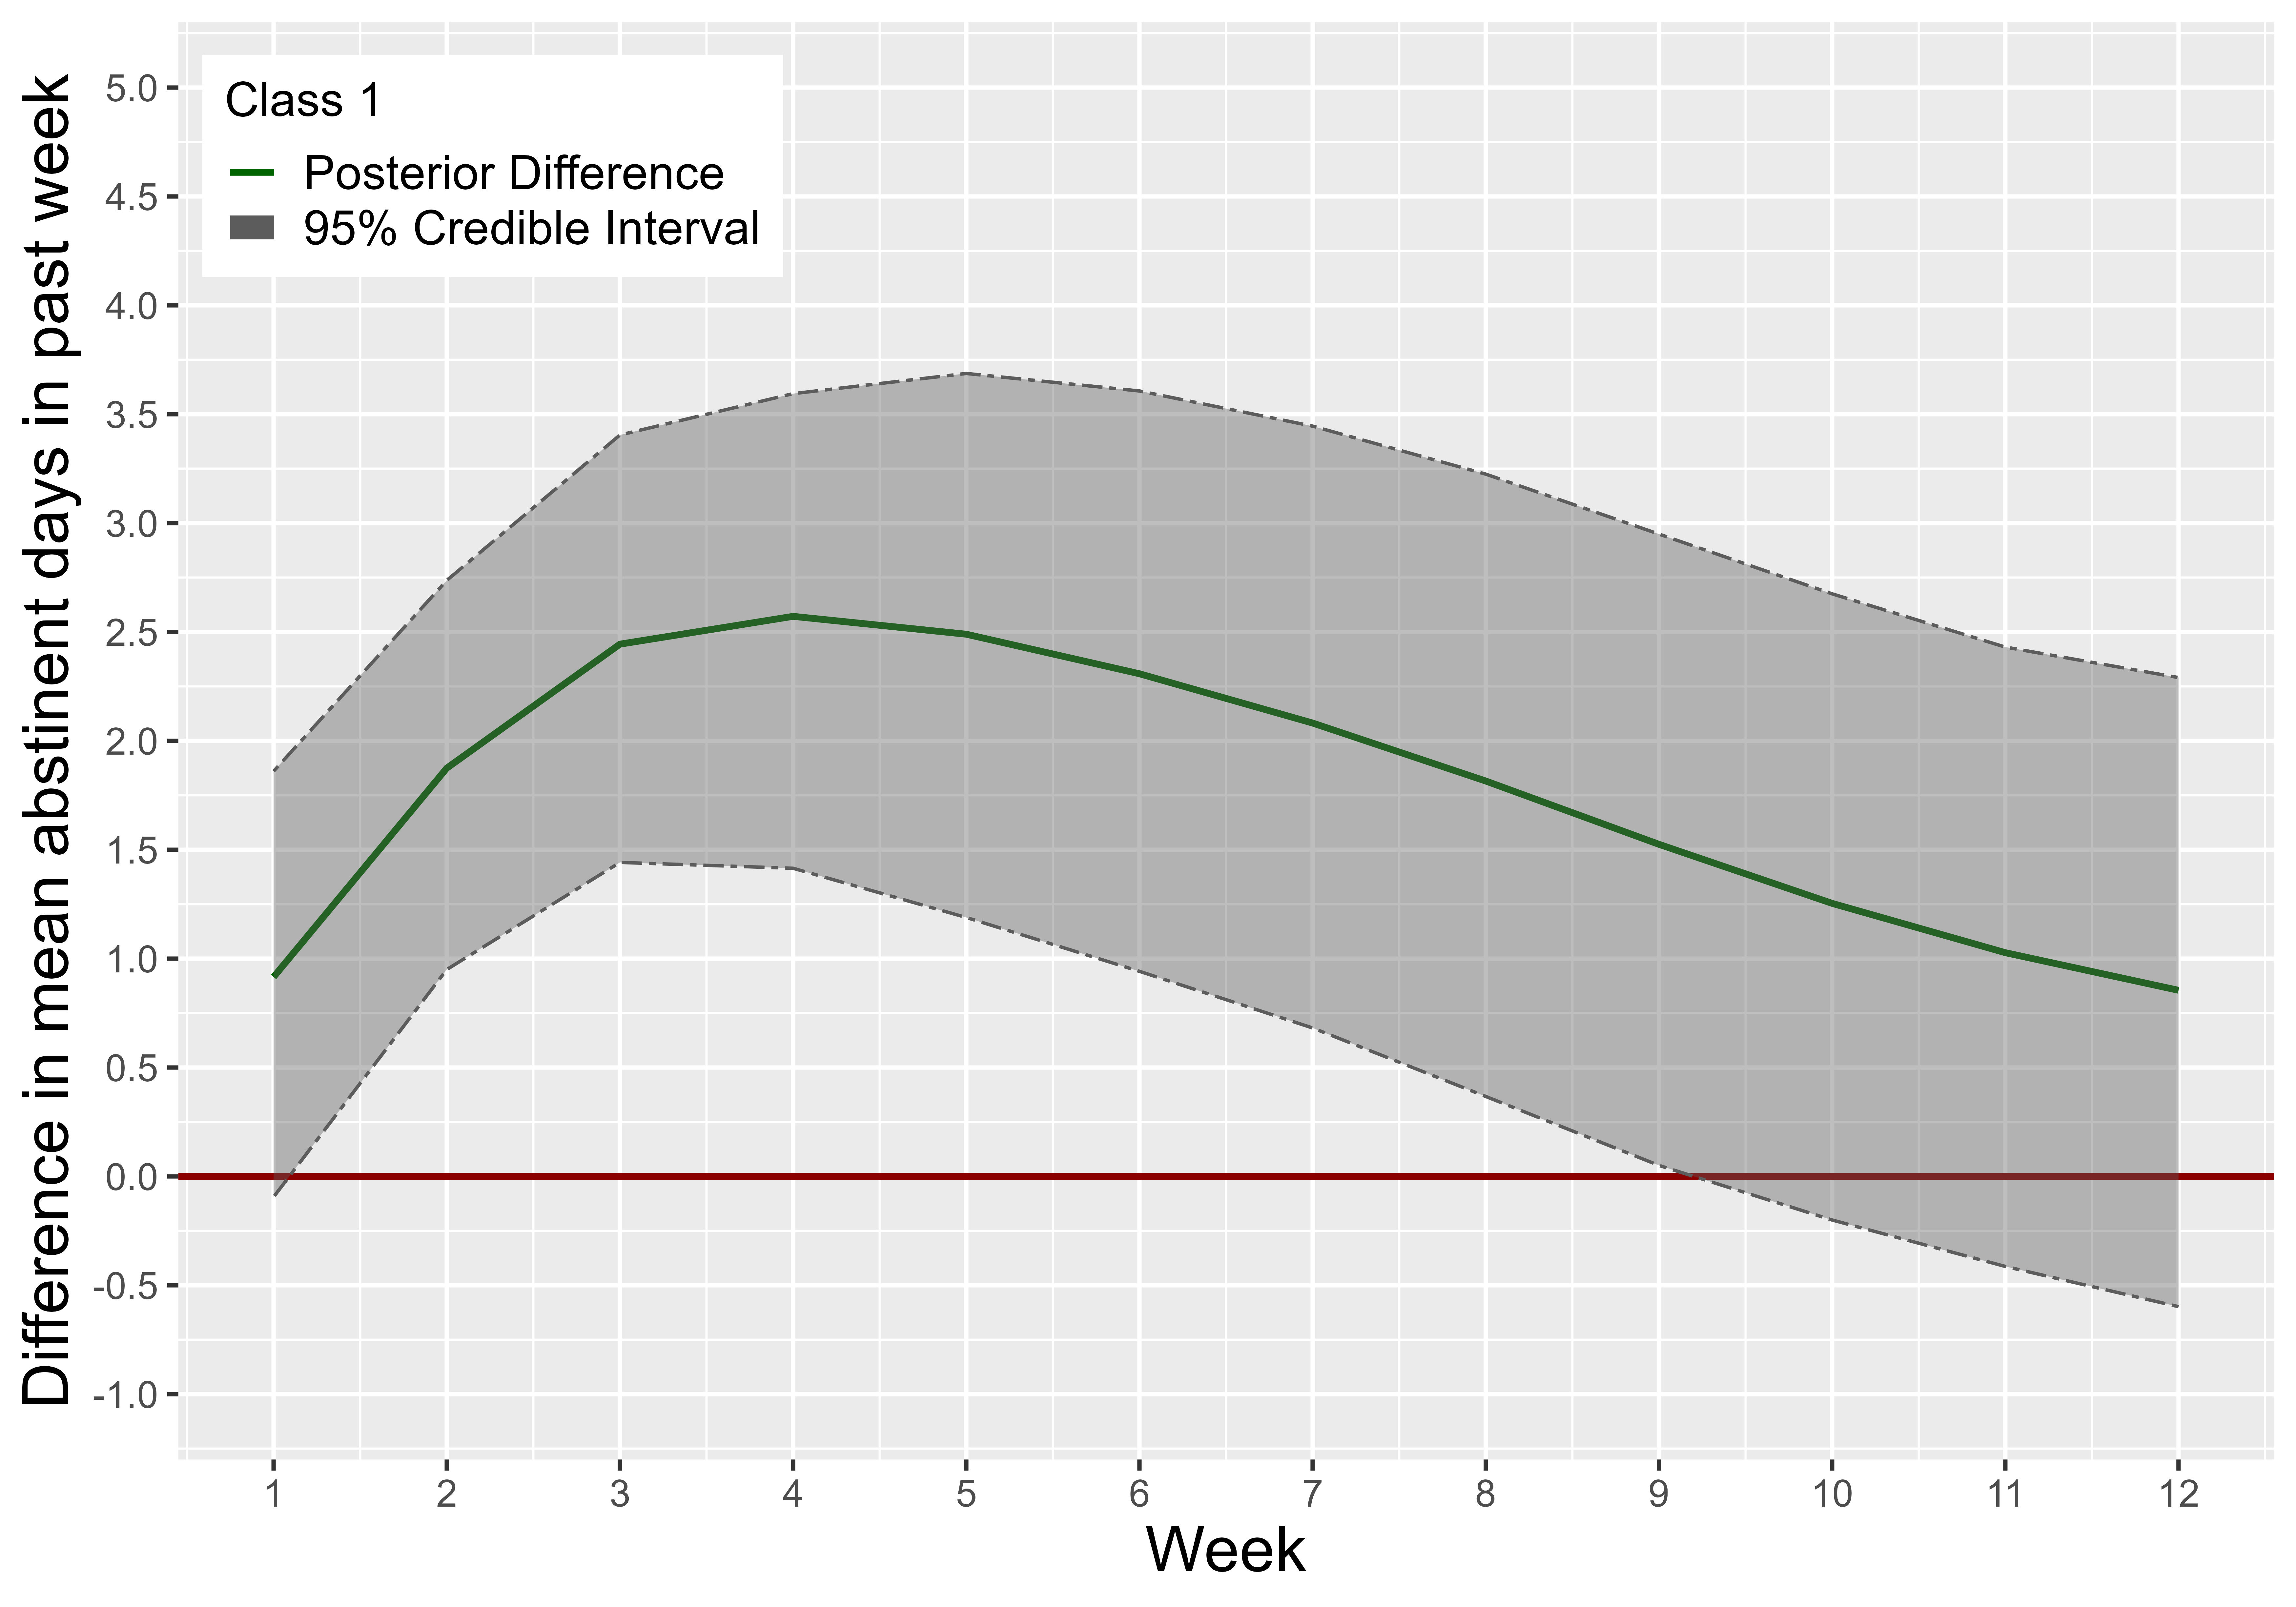 Difference in mean abstinent days in past week
5.0
4.5
4.0
3.5
3.0
2.5
2.0
1.5
1.0
0.5
0.0
-0.5
-1.0
Class 1
Posterior Difference
95% Credible Interval
1 2 3 4 5 6 7 8 9 10 11 12
Week